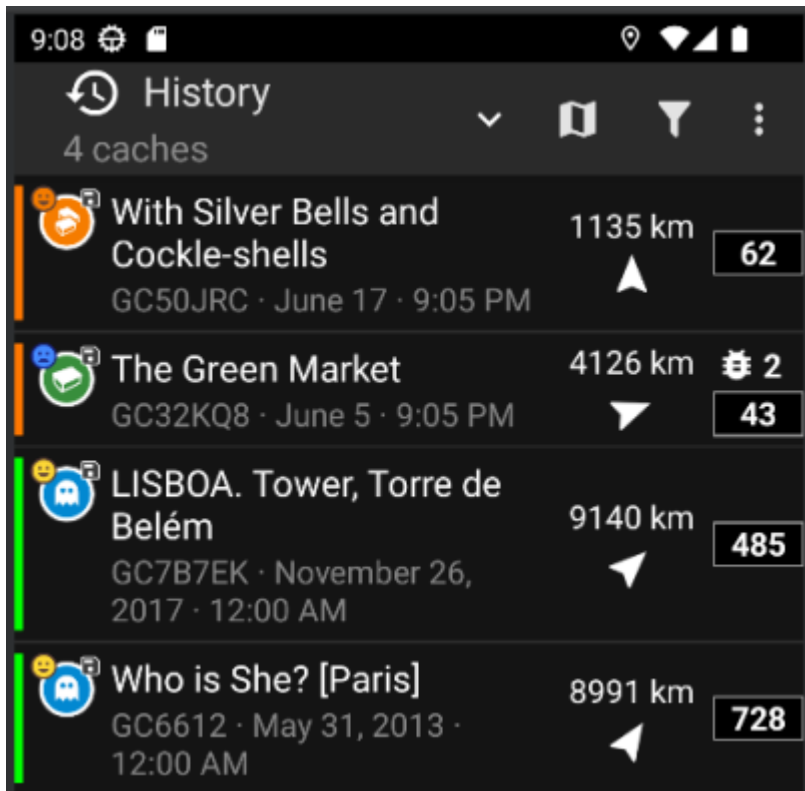 9:08
History
4 caches
With Silver Bells and
Cockle-shells
GC50JRC · June 17 · 9:05 PM
1135 km
62
The Green Market
GC32KQ8 · June 5 · 9:05 PM
4126 km
2
43
LISBOA. Tower, Torre de
Belém
GC7B7EK · November 26,
2017 · 12:00 AM
9140 km
485
Who is She? [Paris]
GC6612 · May 31, 2013 ·
12:00 AM
8991 km
728